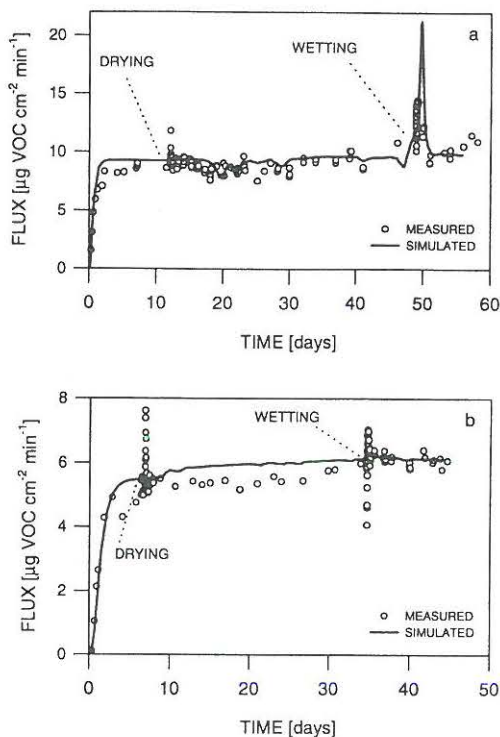 a
20
15
10
5
0
FLUX [µg VOC cm⁻² min⁻¹]
DRYING
WETTING
MEASURED
SIMULATED
0 10 20 30 40 50 60
TIME [days]
b
8
6
4
2
0
FLUX [µg VOC cm⁻² min⁻¹]
WETTING
DRYING
MEASURED
SIMULATED
0 10 20 30 40 50
TIME [days]